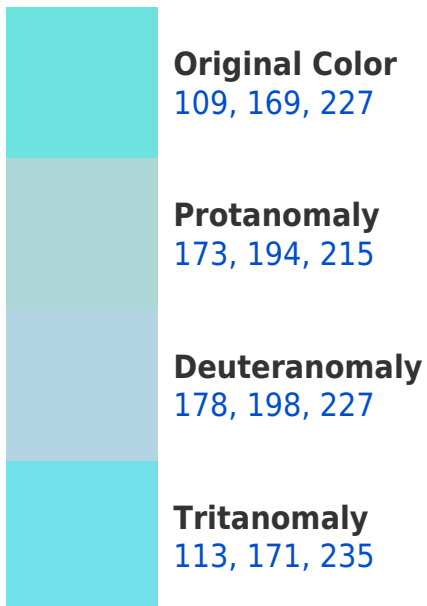 Original Color
109, 169, 227
Protanomaly
173, 194, 215
Deuteranomaly
178, 198, 227
Tritanomaly
113, 171, 235